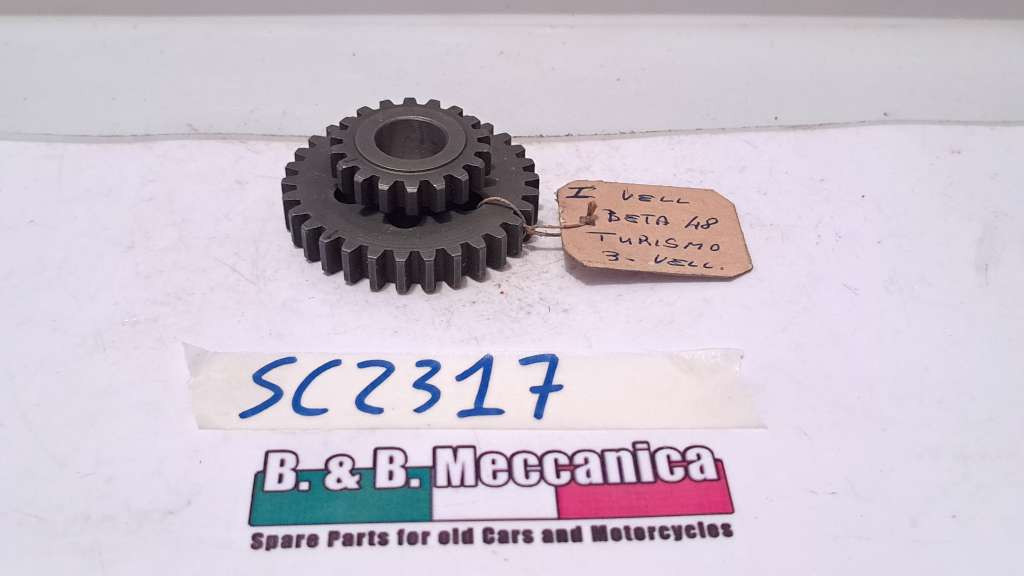 I VELL
BETA 48
TURISMO
3- VELL.
SC2317
B. & B. Meccanica
Spare Parts for old Cars and Motorcycles